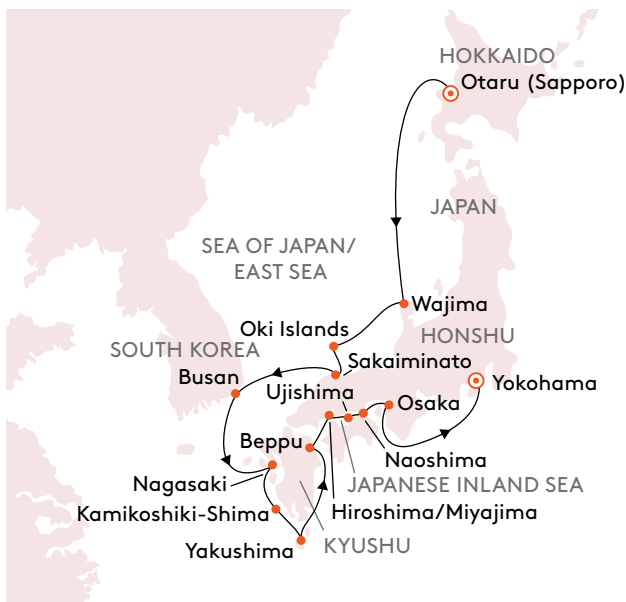 HOKKAIDO
Otaru (Sapporo)
JAPAN
SEA OF JAPAN/
EAST SEA
Wajima
Oki Islands
HONSHU
SOUTH KOREA
Sakaiminato
Busan
Ujishima
Yokohama
Osaka
Beppu
Naoshima
Nagasaki
JAPANESE INLAND SEA
Kamikoshiki-Shima
Hiroshima/Miyajima
Yakushima
KYUSHU